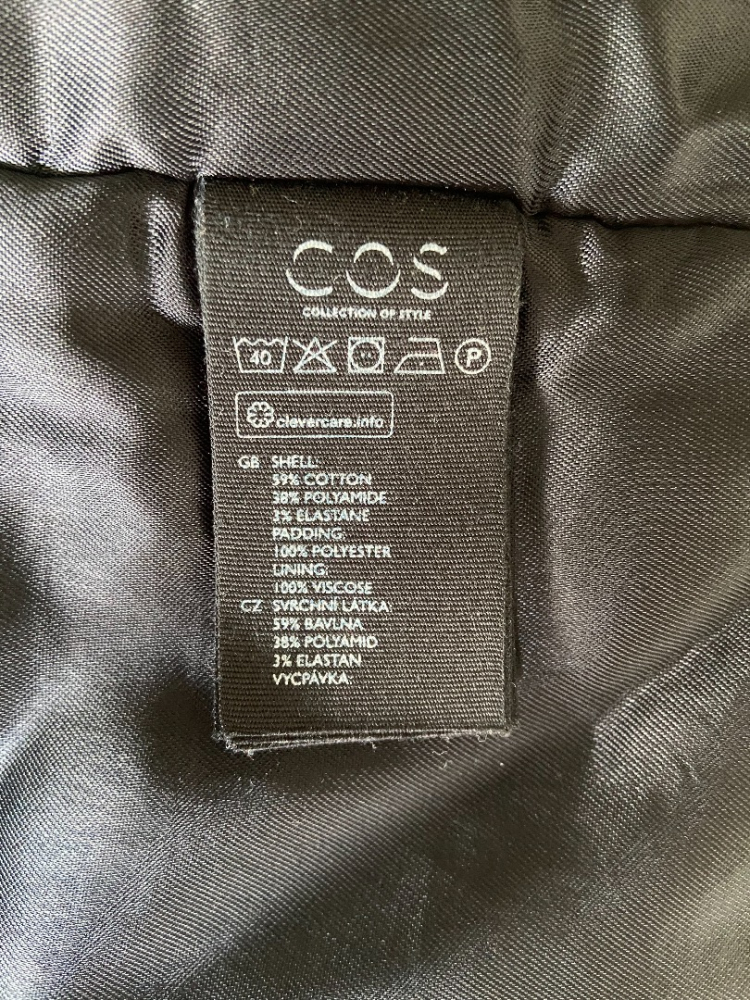 COS
COLLECTION OF STYLE
40 P
clevercare.info
GB SHELL:
59% COTTON
38% POLYAMIDE
3% ELASTANE
PADDING:
100% POLYESTER
LINING:
100% VISCOSE
CZ SVRCHNÍ LÁTKA:
59% BAVLNA
38% POLYAMID
3% ELASTAN
VYCPÁVKA: